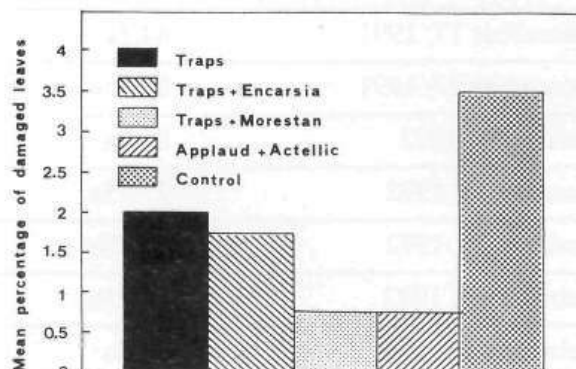 Mean percentage of damaged leaves
4
3.5
3
2.5
2
1.5
1
0.5
0
Traps
Traps + Encarsia
Traps + Morestan
Applaud + Actellic
Control